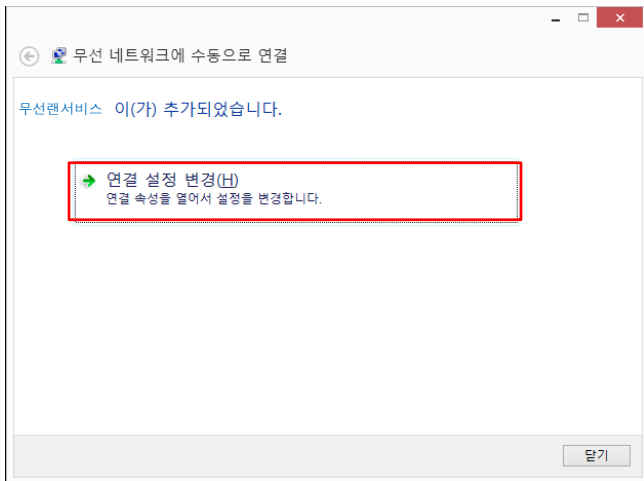 무선 네트워크에 수동으로 연결
무선랜서비스 이(가) 추가되었습니다.
연결 설정 변경(H)
연결 속성을 열어서 설정을 변경합니다.
닫기